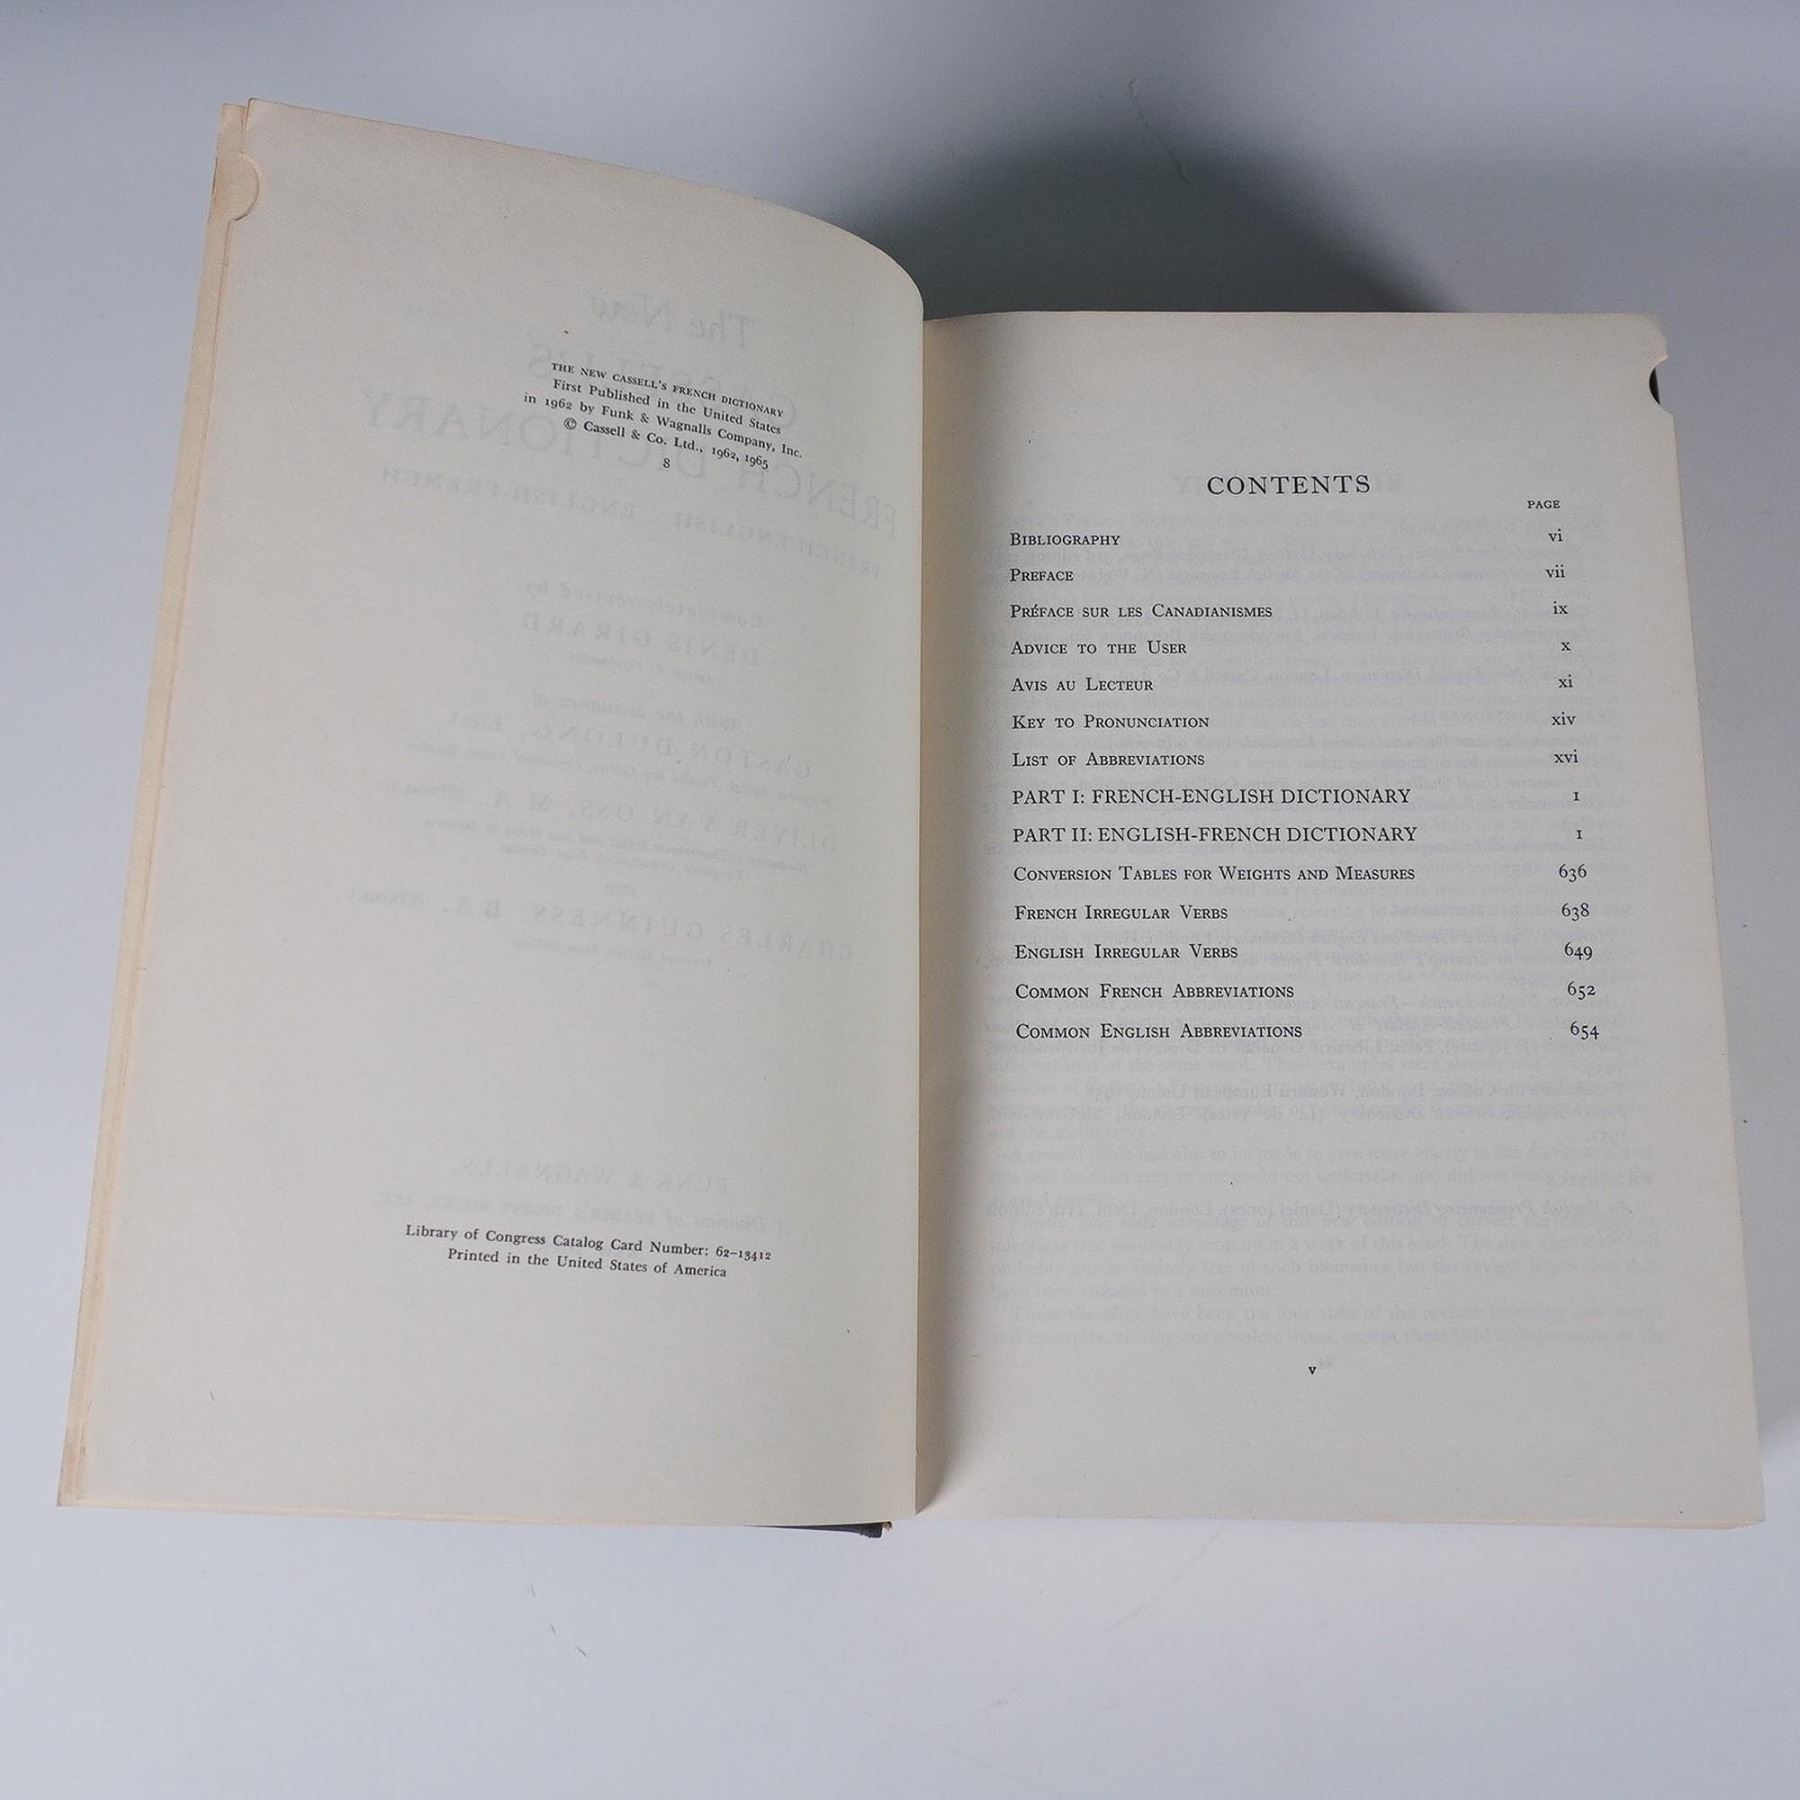 THE NEW CASSELL'S FRENCH DICTIONARY
First Published in the United States
in 1962 by Funk & Wagnalls Company, Inc.
© Cassell & Co. Ltd., 1962, 1965
8
Library of Congress Catalog Card Number: 62-13412
Printed in the United States of America
CONTENTS
PAGE
Bibliography vi
Preface vii
Préface sur les Canadianismes ix
Advice to the User x
Avis au Lecteur xi
Key to Pronunciation xiv
List of Abbreviations xvi
PART I: FRENCH-ENGLISH DICTIONARY 1
PART II: ENGLISH-FRENCH DICTIONARY 1
Conversion Tables for Weights and Measures 636
French Irregular Verbs 638
English Irregular Verbs 649
Common French Abbreviations 652
Common English Abbreviations 654
v